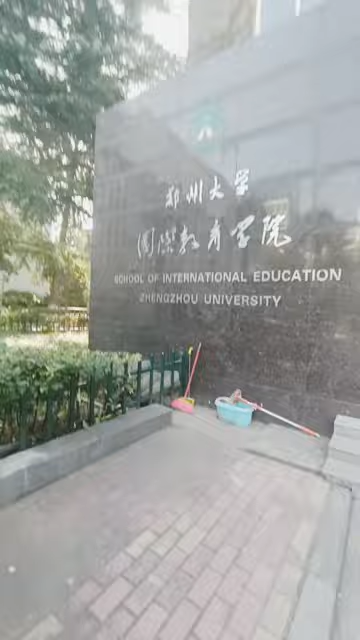 郑州大学
国际教育学院
SCHOOL OF INTERNATIONAL EDUCATION
ZHENGZHOU UNIVERSITY